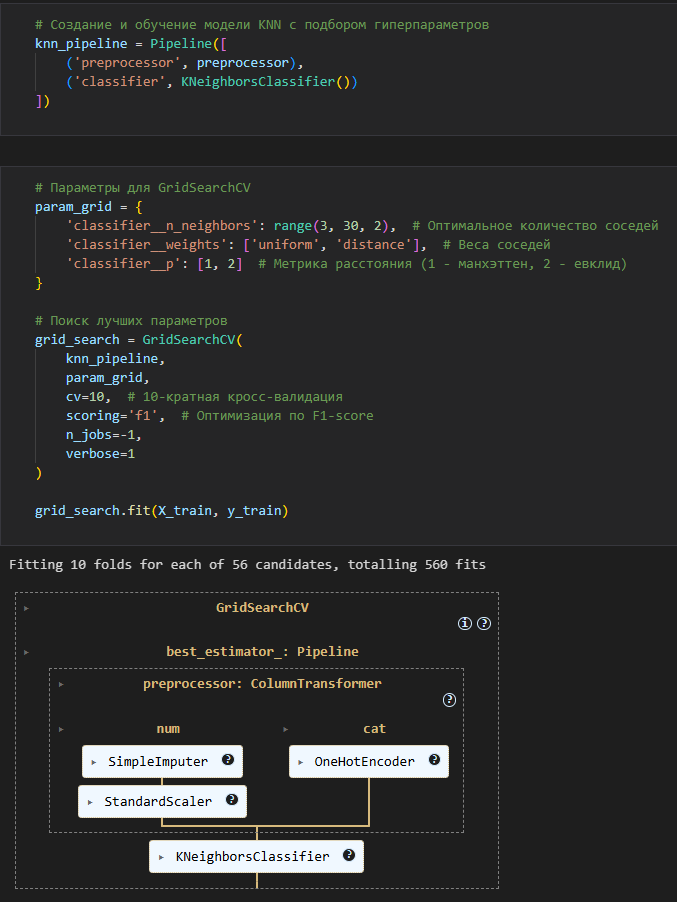 # Создание и обучение модели KNN с подбором гиперпараметров
knn_pipeline = Pipeline([
    ('preprocessor', preprocessor),
    ('classifier', KNeighborsClassifier())
])
# Параметры для GridSearchCV
param_grid = {
    'classifier__n_neighbors': range(3, 30, 2),  # Оптимальное количество соседей
    'classifier__weights': ['uniform', 'distance'],  # Веса соседей
    'classifier__p': [1, 2]  # Метрика расстояния (1 - манхэттен, 2 - евклид)
}
# Поиск лучших параметров
grid_search = GridSearchCV(
    knn_pipeline,
    param_grid,
    cv=10,  # 10-кратная кросс-валидация
    scoring='f1',  # Оптимизация по F1-score
    n_jobs=-1,
    verbose=1
)
grid_search.fit(X_train, y_train)
Fitting 10 folds for each of 56 candidates, totalling 560 fits
GridSearchCV
i ?
best_estimator_: Pipeline
preprocessor: ColumnTransformer
?
num cat
SimpleImputer ? OneHotEncoder ?
StandardScaler ?
KNeighborsClassifier ?